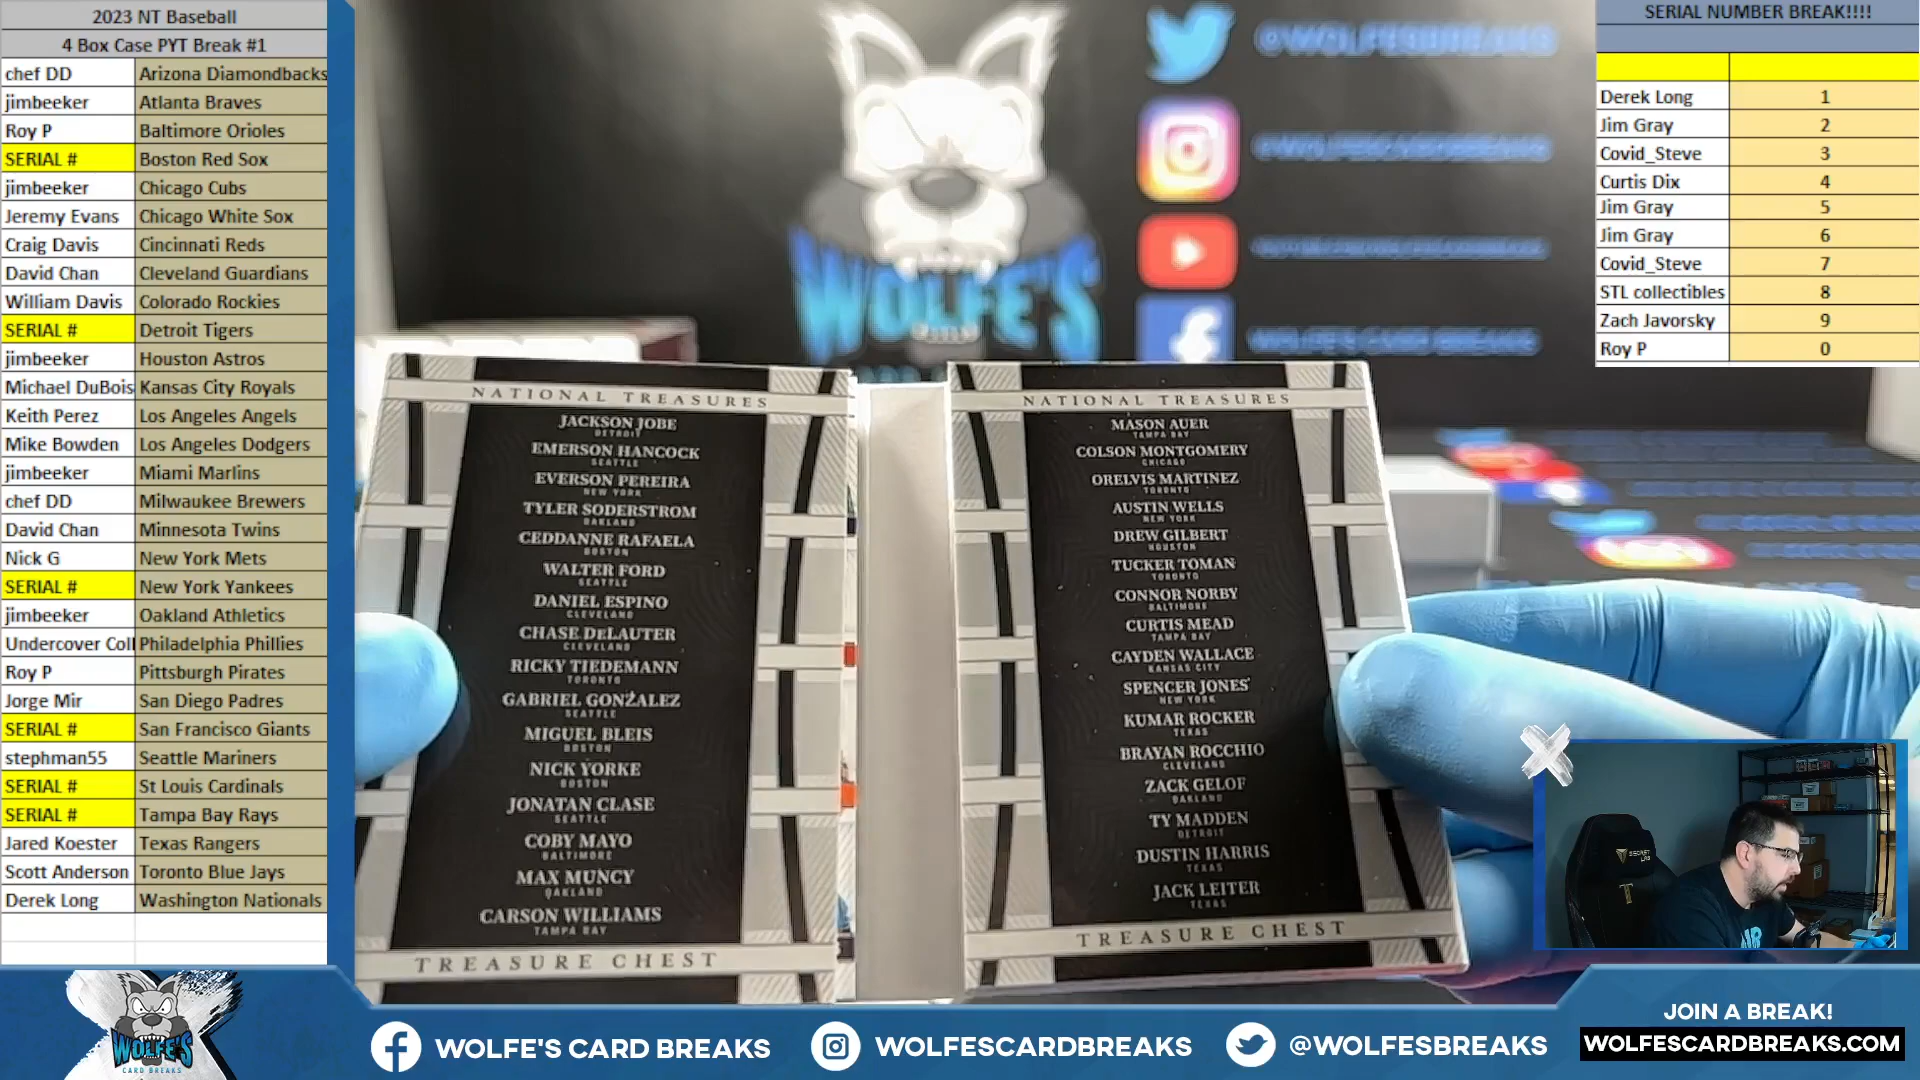 2023 NT Baseball
4 Box Case PYT Break #1
chef DD Arizona Diamondbacks
jimbeeker Atlanta Braves
Roy P Baltimore Orioles
SERIAL # Boston Red Sox
jimbeeker Chicago Cubs
Jeremy Evans Chicago White Sox
Craig Davis Cincinnati Reds
David Chan Cleveland Guardians
William Davis Colorado Rockies
SERIAL # Detroit Tigers
jimbeeker Houston Astros
Michael DuBois Kansas City Royals
Keith Perez Los Angeles Angels
Mike Bowden Los Angeles Dodgers
jimbeeker Miami Marlins
chef DD Milwaukee Brewers
David Chan Minnesota Twins
Nick G New York Mets
SERIAL # New York Yankees
jimbeeker Oakland Athletics
Undercover Coll Philadelphia Phillies
Roy P Pittsburgh Pirates
Jorge Mir San Diego Padres
SERIAL # San Francisco Giants
stephman55 Seattle Mariners
SERIAL # St Louis Cardinals
SERIAL # Tampa Bay Rays
Jared Koester Texas Rangers
Scott Anderson Toronto Blue Jays
Derek Long Washington Nationals
WOLFE'S
@WOLFESBREAKS
@WOLFESCARDBREAKS
WOLFE'S CARD BREAKS
NATIONAL TREASURES
JACKSON JOBE
DETROIT
EMERSON HANCOCK
SEATTLE
EVERSON PEREIRA
NEW YORK
TYLER SODERSTROM
OAKLAND
CEDDANNE RAFAELA
BOSTON
WALTER FORD
SEATTLE
DANIEL ESPINO
CLEVELAND
CHASE DeLAUTER
CLEVELAND
RICKY TIEDEMANN
TORONTO
GABRIEL GONZALEZ
SEATTLE
MIGUEL BLEIS
BOSTON
NICK YORKE
BOSTON
JONATAN CLASE
SEATTLE
COBY MAYO
BALTIMORE
MAX MUNCY
OAKLAND
CARSON WILLIAMS
TAMPA BAY
TREASURE CHEST
NATIONAL TREASURES
MASON AUER
TAMPA BAY
COLSON MONTGOMERY
CHICAGO
ORELVIS MARTINEZ
TORONTO
AUSTIN WELLS
NEW YORK
DREW GILBERT
HOUSTON
TUCKER TOMAN
TORONTO
CONNOR NORBY
BALTIMORE
CURTIS MEAD
TAMPA BAY
CAYDEN WALLACE
KANSAS CITY
SPENCER JONES
NEW YORK
KUMAR ROCKER
TEXAS
BRAYAN ROCCHIO
CLEVELAND
ZACK GELOF
OAKLAND
TY MADDEN
DETROIT
DUSTIN HARRIS
TEXAS
JACK LEITER
TEXAS
TREASURE CHEST
SERIAL NUMBER BREAK!!!!
Derek Long 1
Jim Gray 2
Covid_Steve 3
Curtis Dix 4
Jim Gray 5
Jim Gray 6
Covid_Steve 7
STL collectibles 8
Zach Javorsky 9
Roy P 0
WOLFE'S
CARD BREAKS
WOLFE'S CARD BREAKS
WOLFESCARDBREAKS
@WOLFESBREAKS
JOIN A BREAK!
WOLFESCARDBREAKS.COM